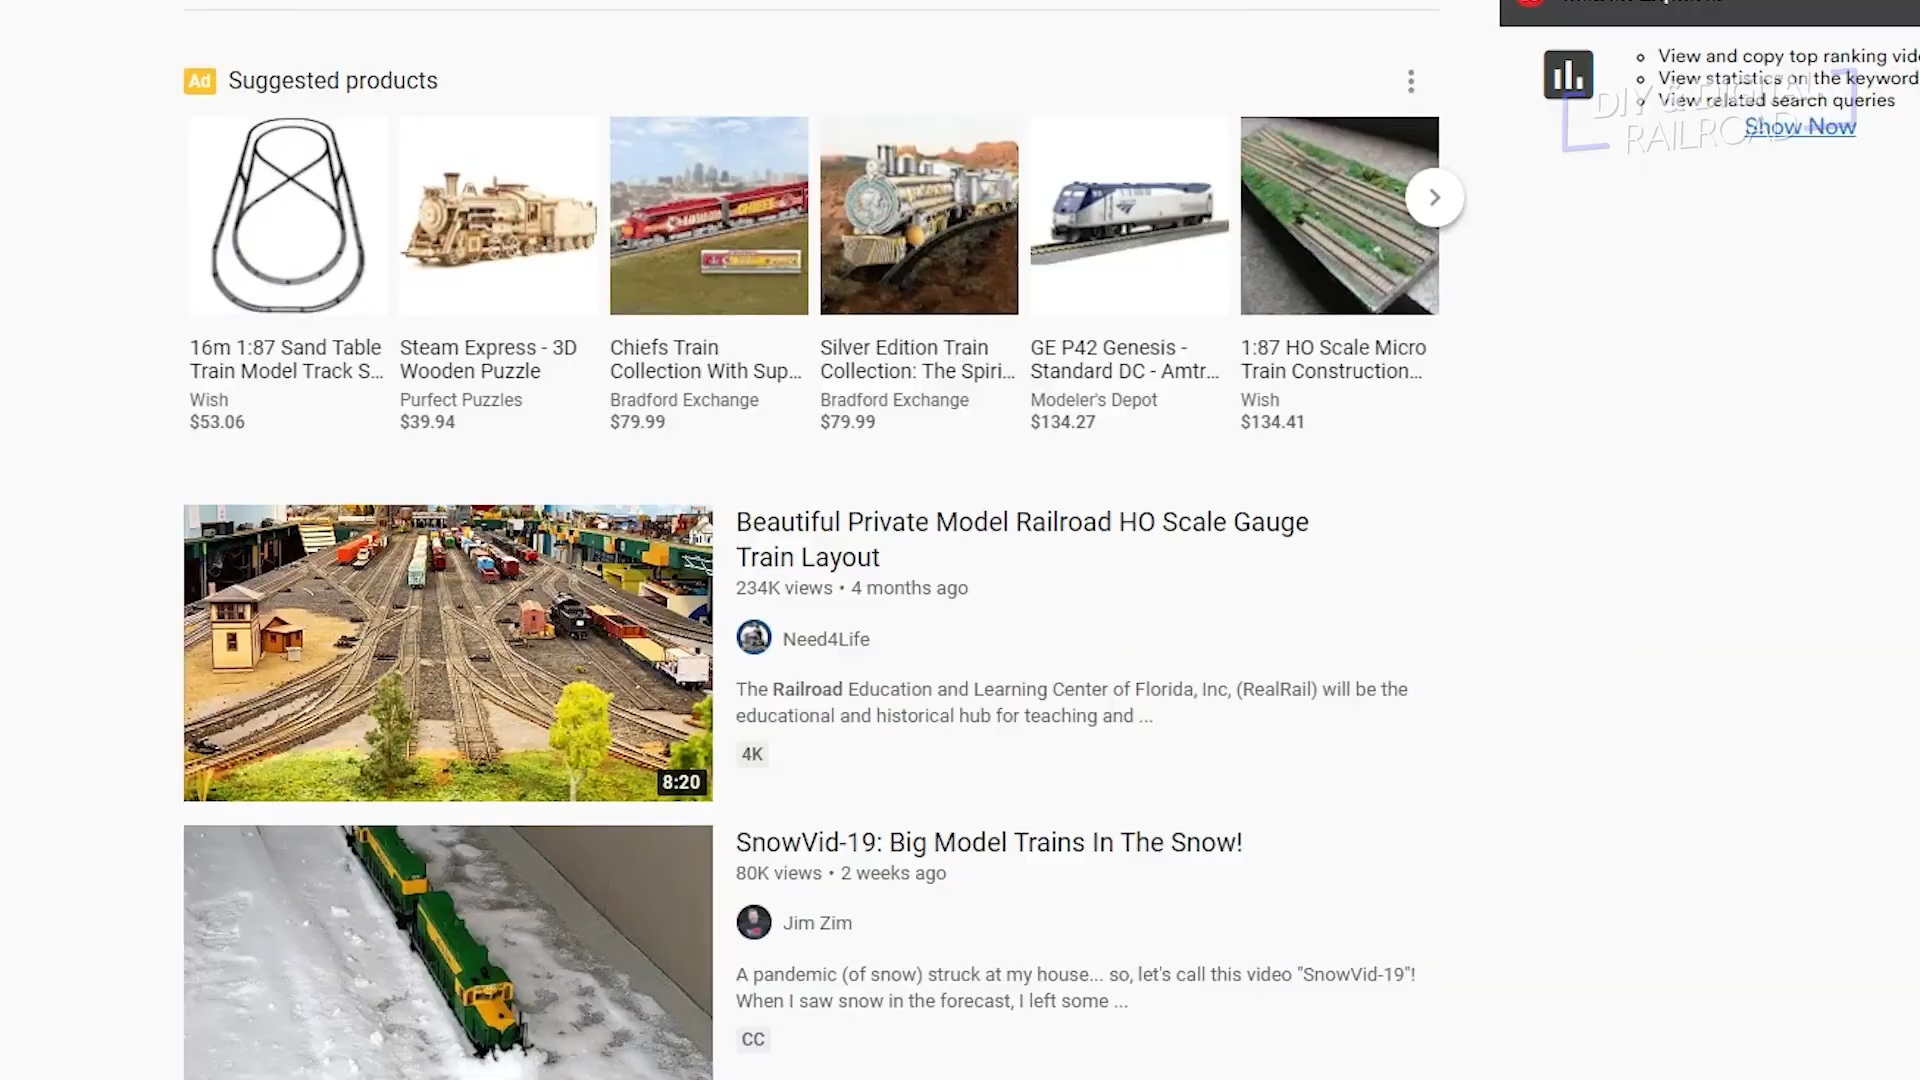 Ad Suggested products
16m 1:87 Sand Table
Train Model Track S...
Wish
$53.06
Steam Express - 3D
Wooden Puzzle
Purfect Puzzles
$39.94
Chiefs Train
Collection With Sup...
Bradford Exchange
$79.99
Silver Edition Train
Collection: The Spiri...
Bradford Exchange
$79.99
GE P42 Genesis -
Standard DC - Amtr...
Modeler's Depot
$134.27
1:87 HO Scale Micro
Train Construction...
Wish
$134.41
View and copy top ranking vid
View statistics on the keyword
View related search queries
Show Now
DIY & DIGITAL
RAILROAD
CHIEFS
8:20
Beautiful Private Model Railroad HO Scale Gauge
Train Layout
234K views • 4 months ago
Need4Life
The Railroad Education and Learning Center of Florida, Inc, (RealRail) will be the
educational and historical hub for teaching and ...
4K
SnowVid-19: Big Model Trains In The Snow!
80K views • 2 weeks ago
Jim Zim
A pandemic (of snow) struck at my house... so, let's call this video "SnowVid-19"!
When I saw snow in the forecast, I left some ...
CC